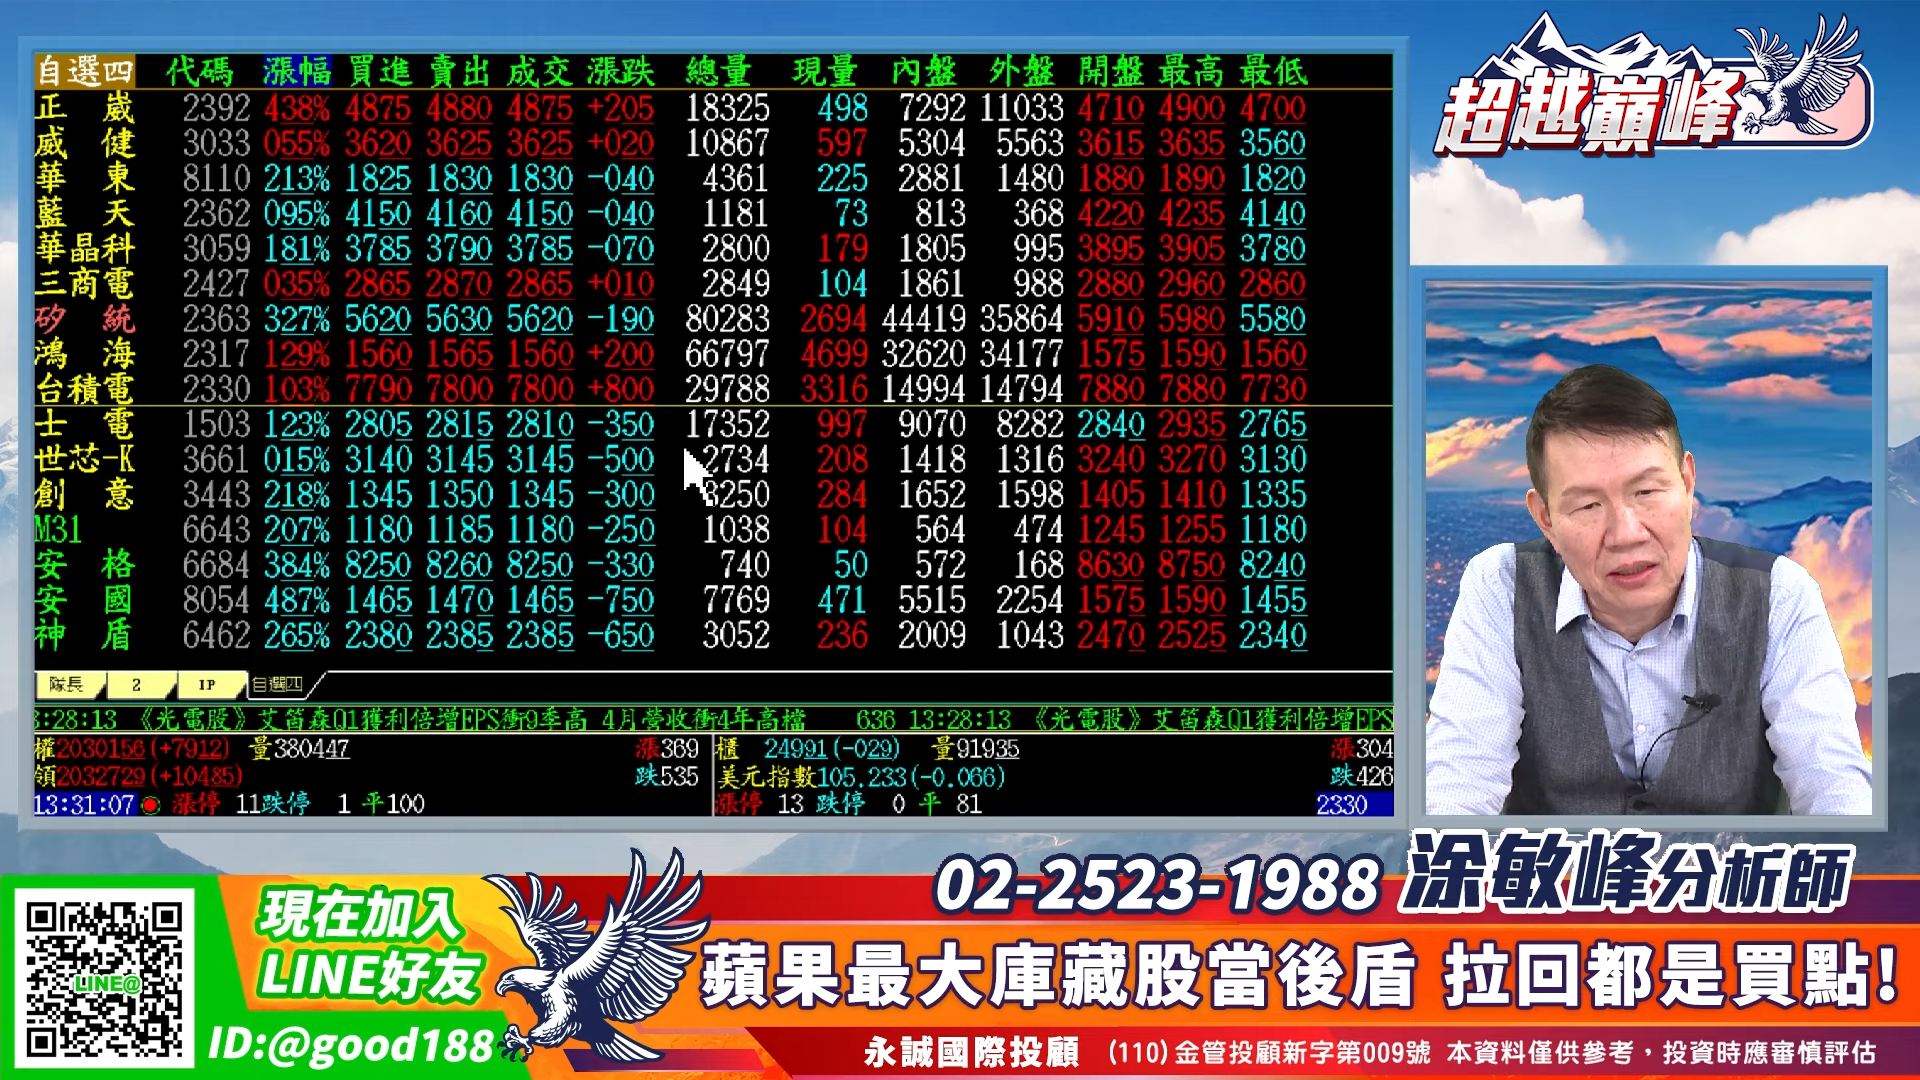 超越巔峰
自選四 代碼 漲幅 買進 賣出 成交 漲跌 總量 現量 內盤 外盤 開盤 最高 最低
正崴 2392 438% 4875 4880 4875 +205 18325 498 7292 11033 4710 4900 4700
威健 3033 055% 3620 3625 3625 +020 10867 597 5304 5563 3615 3635 3560
華東 8110 213% 1825 1830 1830 -040 4361 225 2881 1480 1880 1890 1820
藍天 2362 095% 4150 4160 4150 -040 1181 73 813 368 4220 4235 4140
華晶科 3059 181% 3785 3790 3785 -070 2800 179 1805 995 3895 3905 3780
三商電 2427 035% 2865 2870 2865 +010 2849 104 1861 988 2880 2960 2860
矽統 2363 327% 5620 5630 5620 -190 80283 2694 44419 35864 5910 5980 5580
鴻海 2317 129% 1560 1565 1560 +200 66797 4699 32620 34177 1575 1590 1560
台積電 2330 103% 7790 7800 7800 +800 29788 3316 14994 14794 7880 7880 7730
士電 1503 123% 2805 2815 2810 -350 17352 997 9070 8282 2840 2935 2765
世芯-K 3661 015% 3140 3145 3145 -500 2734 208 1418 1316 3240 3270 3130
創意 3443 218% 1345 1350 1345 -300 3250 284 1652 1598 1405 1410 1335
M31 6643 207% 1180 1185 1180 -250 1038 104 564 474 1245 1255 1180
安格 6684 384% 8250 8260 8250 -330 740 50 572 168 8630 8750 8240
安國 8054 487% 1465 1470 1465 -750 7769 471 5515 2254 1575 1590 1455
神盾 6462 265% 2380 2385 2385 -650 3052 236 2009 1043 2470 2525 2340
隊長 2 IP 自選四
3:28:13 《光電股》艾笛森Q1獲利倍增EPS衝9季高 4月營收衝4年高檔 636 13:28:13 《光電股》艾笛森Q1獲利倍增EPS
權2030156(+7912) 量380447 漲369 櫃 24991(-029) 量91935 漲304
領2032729(+10485) 跌535 美元指數105.233(-0.066) 跌426
13:31:07 漲停 11 跌停 1 平100 漲停 13 跌停 0 平 81 2330
02-2523-1988 涂敏峰分析師
現在加入
LINE好友
LINE@
ID:@good188
蘋果最大庫藏股當後盾 拉回都是買點!
永誠國際投顧 (110)金管投顧新字第009號 本資料僅供參考，投資時應審慎評估